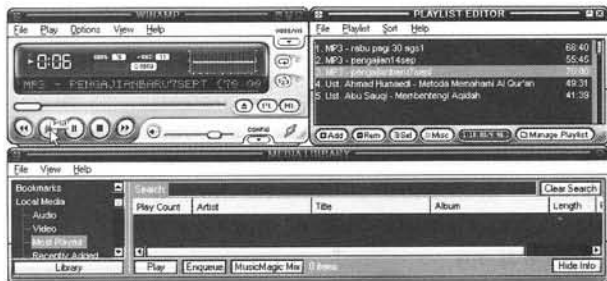 WINAMP
File Play Options View Help
0:06
MP3 - PENGAJIANBARU7SEPT (70:00
CONFIG
PLAYLIST EDITOR
File Playlist Sort Help
1. MP3 - rabu pagi 30 ags1 68:40
2. MP3 - pengajian14sep 55:45
3. MP3 - pengajianbaru7sept 70:00
4. Ust. Ahmad Humaedi - Metoda Memahami Al Qur'an 49:31
5. Ust. Abu Sauqi - Membentengi Aqidah 41:39
Add Rem Sel Misc Manage Playlist
MEDIA LIBRARY
File View Help
Bookmarks
Local Media
Audio
Video
Most Played
Recently Added
Library
Search: Clear Search
Play Count Artist Title Album Length
Play Enqueue MusicMagic Mix 0 items Hide Info